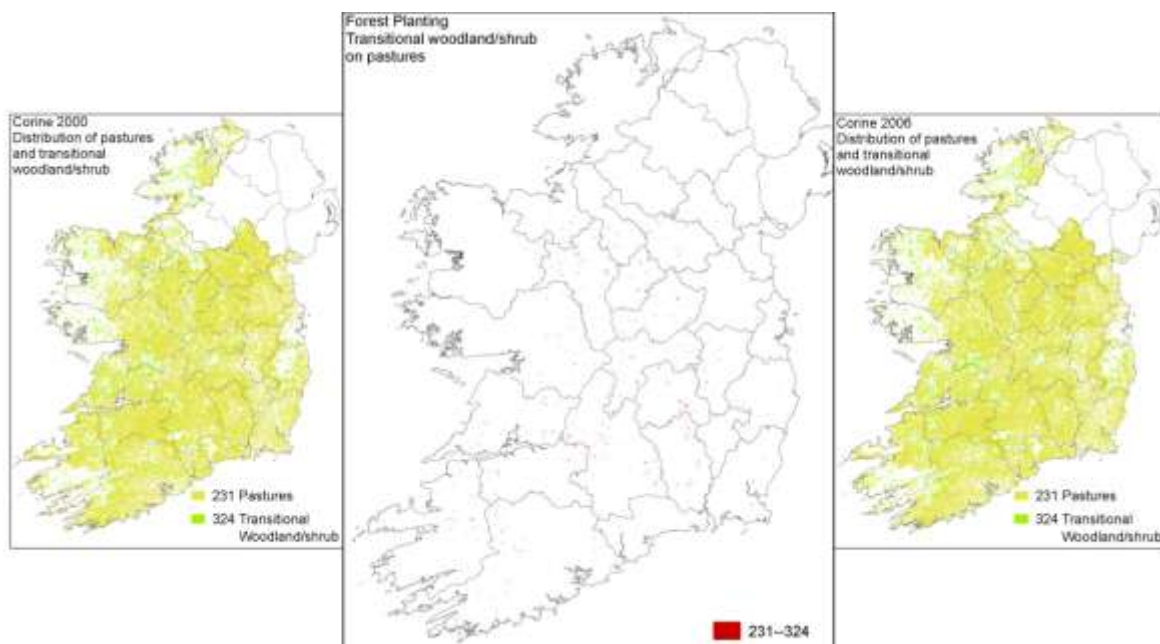 Corine 2000
Distribution of pastures
and transitional
woodland/shrub
231 Pastures
324 Transitional
Woodland/shrub
Forest Planting
Transitional woodland/shrub
on pastures
231--324
Corine 2006
Distribution of pastures
and transitional
woodland/shrub
231 Pastures
324 Transitional
Woodland/shrub